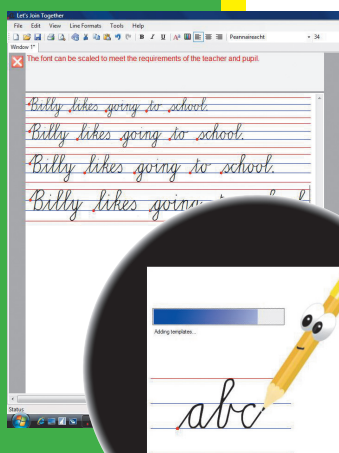 Let's Join Together
File Edit View Line Formats Tools Help
B I U Peannaireacht 34
Window 1*
The font can be scaled to meet the requirements of the teacher and pupil.
Billy likes going to school.
Billy likes going to school.
Billy likes going to school.
Billy likes going to
Status
Adding templates...
abc